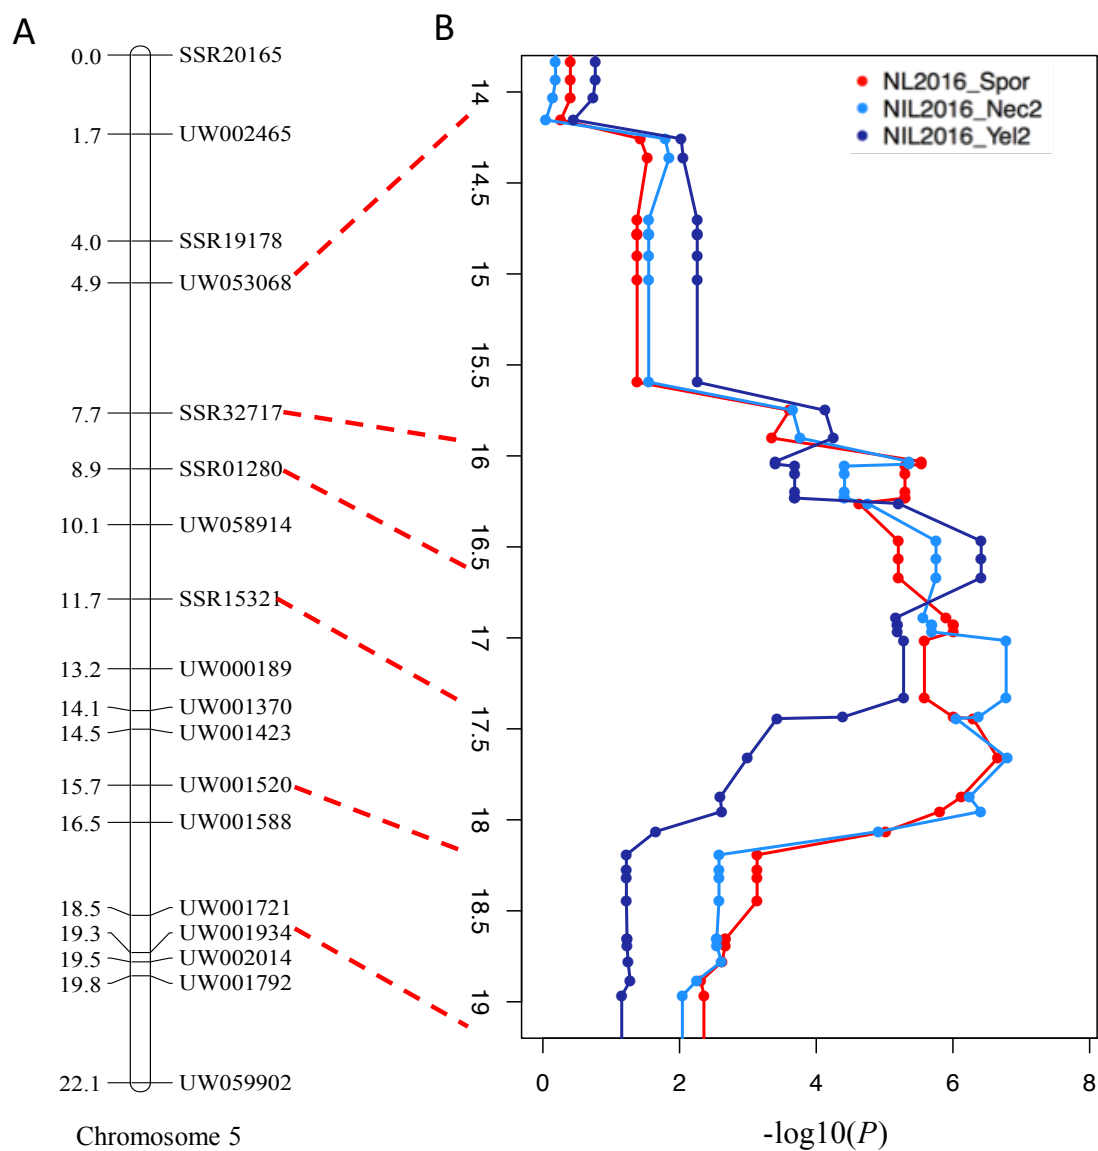 A
0.0 SSR20165
1.7 UW002465
4.0 SSR19178
4.9 UW053068
7.7 SSR32717
8.9 SSR01280
10.1 UW058914
11.7 SSR15321
13.2 UW000189
14.1 UW001370
14.5 UW001423
15.7 UW001520
16.5 UW001588
18.5 UW001721
19.3 UW001934
19.5 UW002014
19.8 UW001792
22.1 UW059902
Chromosome 5
B
NL2016_Spor
NIL2016_Nec2
NIL2016_Yel2
14
14.5
15
15.5
16
16.5
17
17.5
18
18.5
19
0 2 4 6 8
-log10(P)